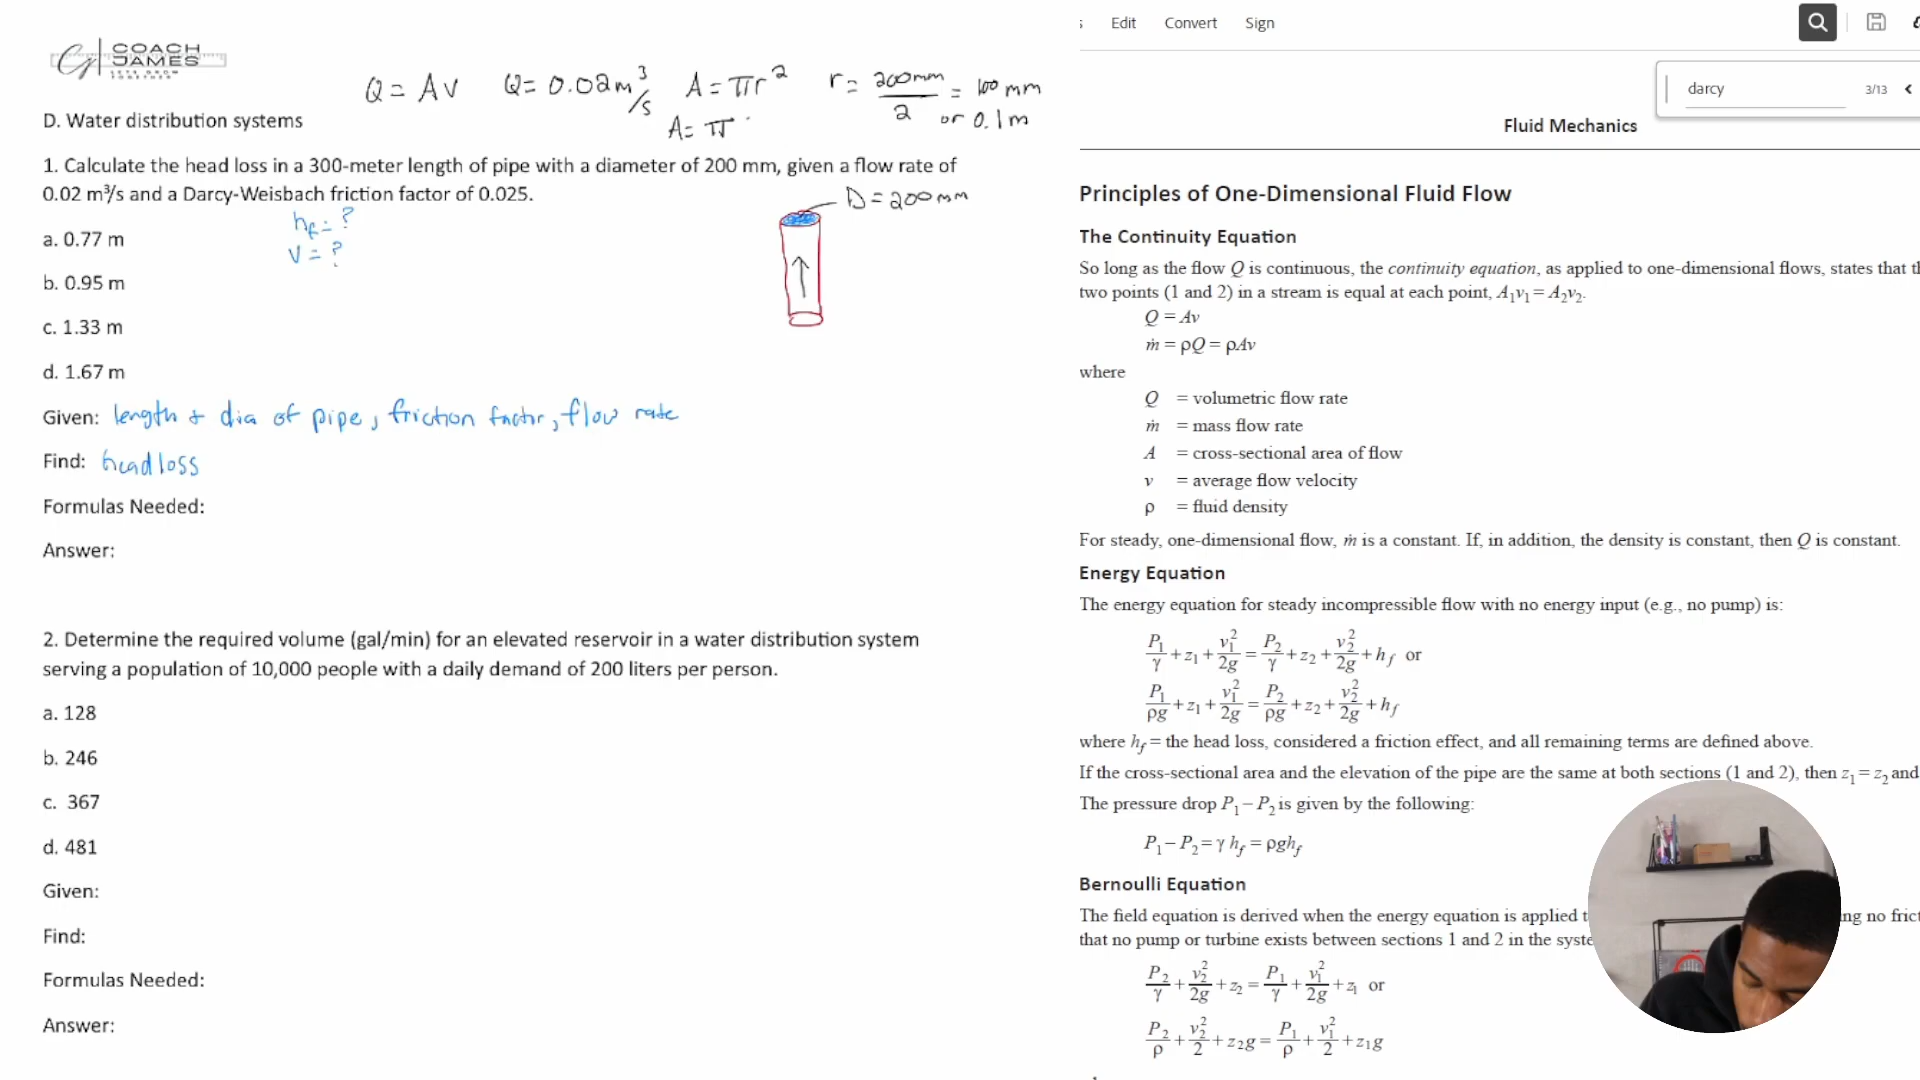 COACH
JAMES
LETS GROW
TOGETHER
Q = Av Q = 0.02 m³/s A = πr² r = 200mm/2 = 100 mm
A = π · or 0.1m
D. Water distribution systems
1. Calculate the head loss in a 300-meter length of pipe with a diameter of 200 mm, given a flow rate of
0.02 m³/s and a Darcy-Weisbach friction factor of 0.025.
D = 200mm
hf = ?
v = ?
a. 0.77 m
b. 0.95 m
c. 1.33 m
d. 1.67 m
Given: length + dia of pipe, friction factor, flow rate
Find: head loss
Formulas Needed:
Answer:
2. Determine the required volume (gal/min) for an elevated reservoir in a water distribution system
serving a population of 10,000 people with a daily demand of 200 liters per person.
a. 128
b. 246
c. 367
d. 481
Given:
Find:
Formulas Needed:
Answer:
Edit Convert Sign
darcy 3/13
Fluid Mechanics
Principles of One-Dimensional Fluid Flow
The Continuity Equation
So long as the flow Q is continuous, the continuity equation, as applied to one-dimensional flows, states that
two points (1 and 2) in a stream is equal at each point, A₁v₁ = A₂v₂.
Q = Av
ṁ = ρQ = ρAv
where
Q = volumetric flow rate
ṁ = mass flow rate
A = cross-sectional area of flow
v = average flow velocity
ρ = fluid density
For steady, one-dimensional flow, ṁ is a constant. If, in addition, the density is constant, then Q is constant.
Energy Equation
The energy equation for steady incompressible flow with no energy input (e.g., no pump) is:
P₁/γ + z₁ + v₁²/2g = P₂/γ + z₂ + v₂²/2g + hf or
P₁/ρg + z₁ + v₁²/2g = P₂/ρg + z₂ + v₂²/2g + hf
where hf = the head loss, considered a friction effect, and all remaining terms are defined above.
If the cross-sectional area and the elevation of the pipe are the same at both sections (1 and 2), then z₁ = z₂ and
The pressure drop P₁ – P₂ is given by the following:
P₁ – P₂ = γ hf = ρghf
Bernoulli Equation
The field equation is derived when the energy equation is applied
that no pump or turbine exists between sections 1 and 2 in the
P₂/γ + v₂²/2g + z₂ = P₁/γ + v₁²/2g + z₁ or
P₂/ρ + v₂²/2 + z₂g = P₁/ρ + v₁²/2 + z₁g